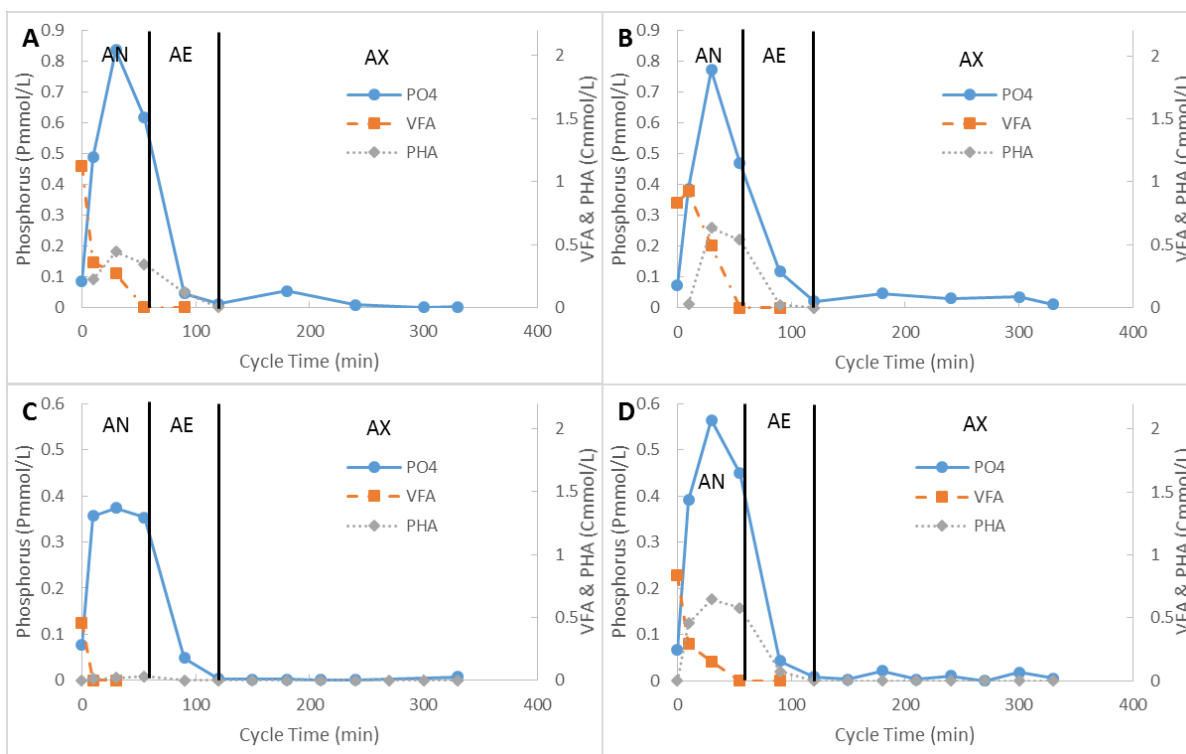 A
AN
AE
AX
PO4
VFA
PHA
Phosphorus (Pmmol/L)
0.9
0.8
0.7
0.6
0.5
0.4
0.3
0.2
0.1
0
2
1.5
1
0.5
0
VFA & PHA (Cmmol/L)
0
100
200
300
400
Cycle Time (min)
B
AN
AE
AX
PO4
VFA
PHA
Phosphorus (Pmmol/L)
0.9
0.8
0.7
0.6
0.5
0.4
0.3
0.2
0.1
0
2
1.5
1
0.5
0
VFA & PHA (Cmmol/L)
0
100
200
300
400
Cycle Time (min)
C
AN
AE
AX
PO4
VFA
PHA
Phosphorus (Pmmol/L)
0.6
0.5
0.4
0.3
0.2
0.1
0
2
1.5
1
0.5
0
VFA & PHA (Cmmol/L)
0
100
200
300
400
Cycle Time (min)
D
AE
AX
AN
PO4
VFA
PHA
Phosphorus (Pmmol/L)
0.6
0.5
0.4
0.3
0.2
0.1
0
2
1.5
1
0.5
0
VFA & PHA (Cmmol/L)
0
100
200
300
400
Cycle Time (min)